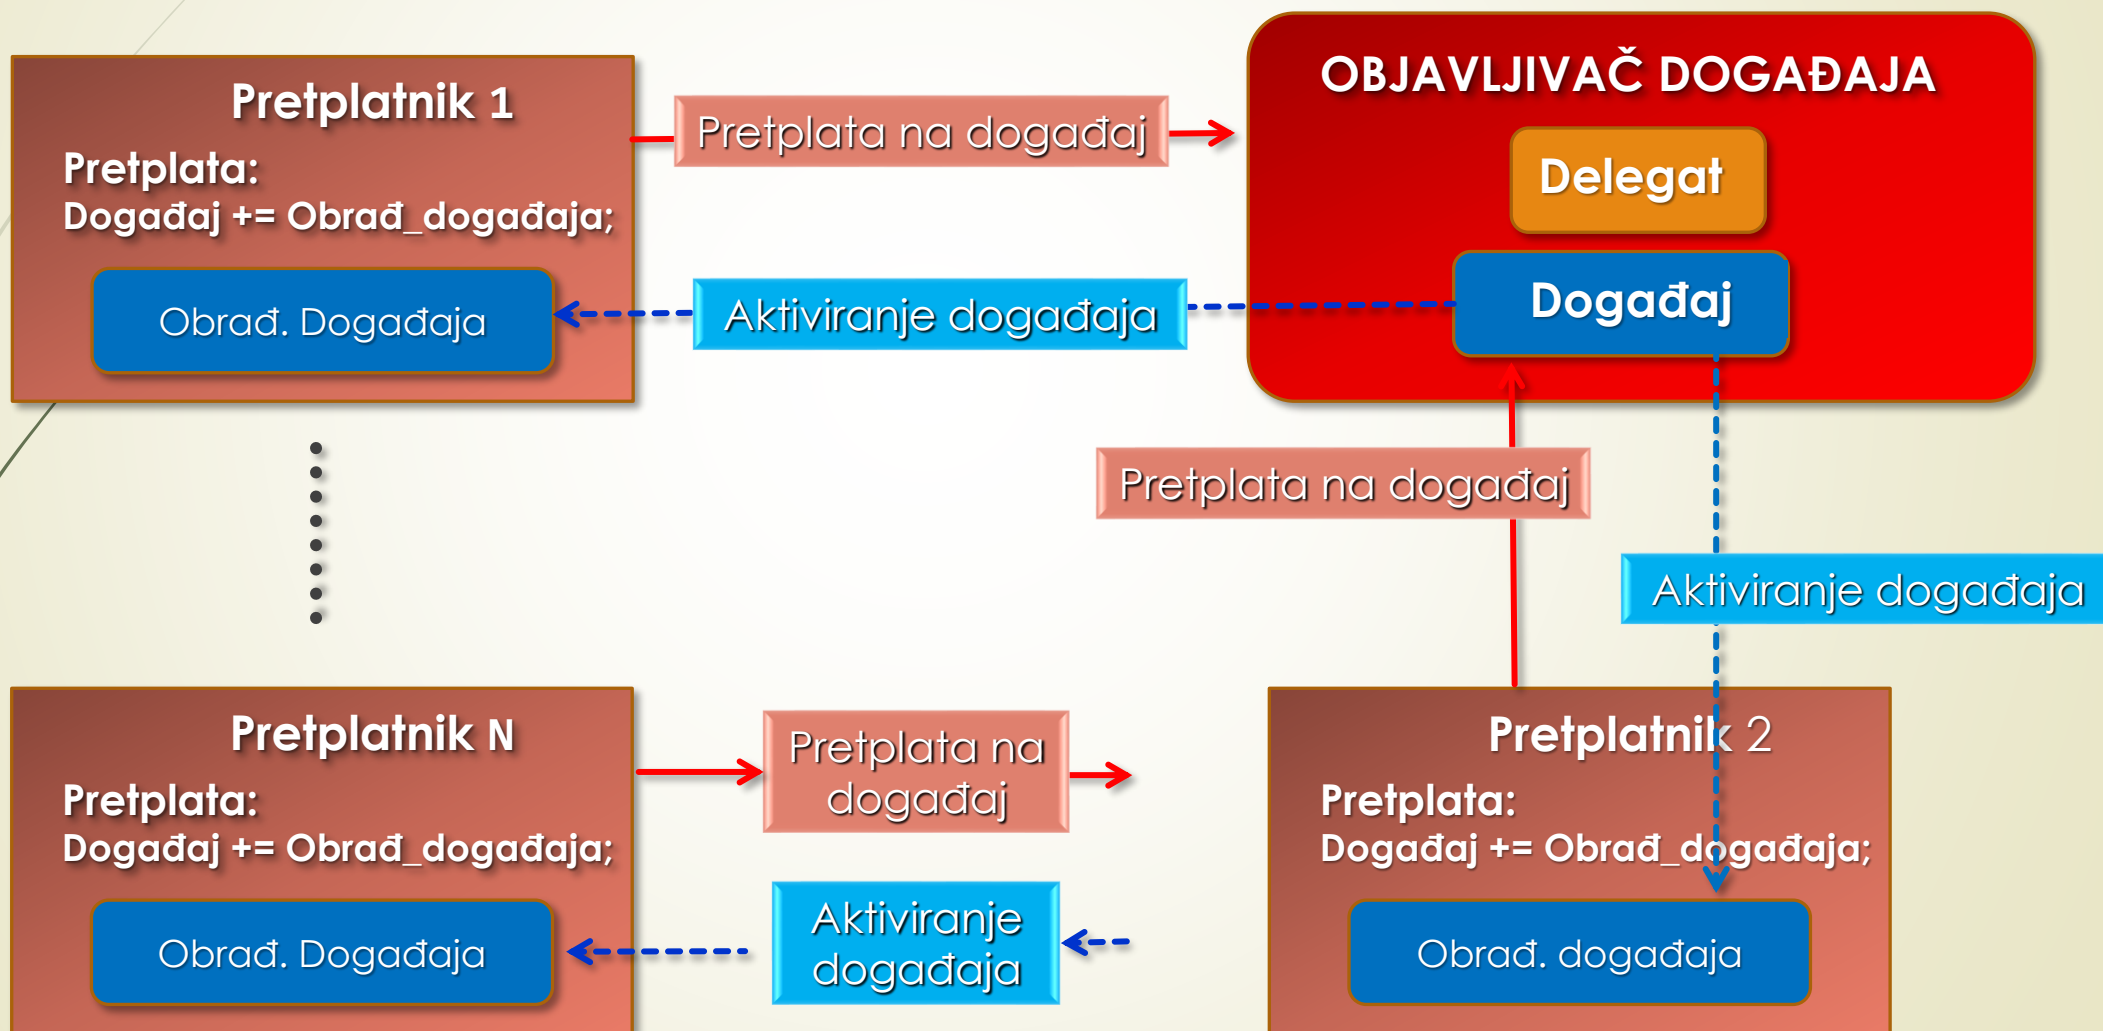 Pretplatnik 1
Pretplata:
Događaj += Obrađ_događaja;
Obrađ. Događaja
Pretplata na događaj
Aktiviranje događaja
OBJAVLJIVAČ DOGAĐAJA
Delegat
Događaj
Pretplata na događaj
Aktiviranje događaja
Pretplatnik N
Pretplata:
Događaj += Obrađ_događaja;
Obrađ. Događaja
Pretplata na
događaj
Aktiviranje
događaja
Pretplatnik 2
Pretplata:
Događaj += Obrađ_događaja;
Obrađ. događaja